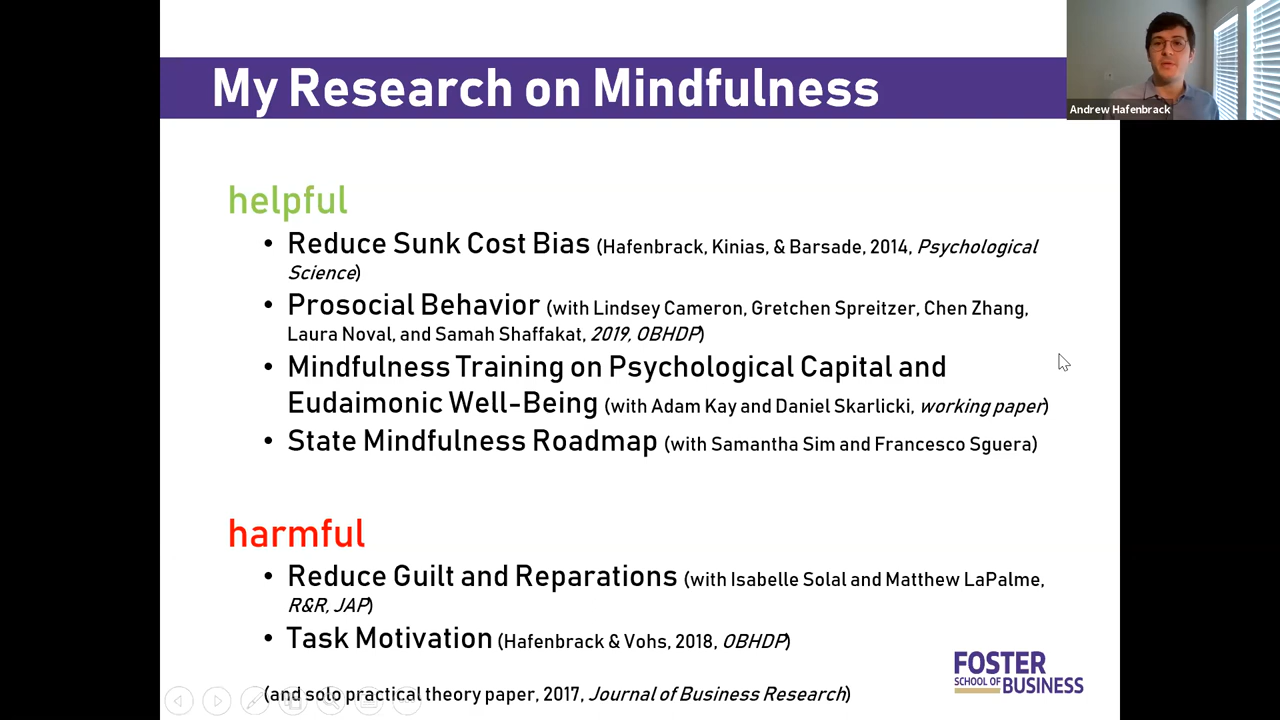 My Research on Mindfulness
Andrew Hafenbrack
helpful
• Reduce Sunk Cost Bias (Hafenbrack, Kinias, & Barsade, 2014, Psychological
Science)
• Prosocial Behavior (with Lindsey Cameron, Gretchen Spreitzer, Chen Zhang,
Laura Noval, and Samah Shaffakat, 2019, OBHDP)
• Mindfulness Training on Psychological Capital and
Eudaimonic Well-Being (with Adam Kay and Daniel Skarlicki, working paper)
• State Mindfulness Roadmap (with Samantha Sim and Francesco Sguera)
harmful
• Reduce Guilt and Reparations (with Isabelle Solal and Matthew LaPalme,
R&R, JAP)
• Task Motivation (Hafenbrack & Vohs, 2018, OBHDP)
(and solo practical theory paper, 2017, Journal of Business Research)
FOSTER
SCHOOL OF BUSINESS